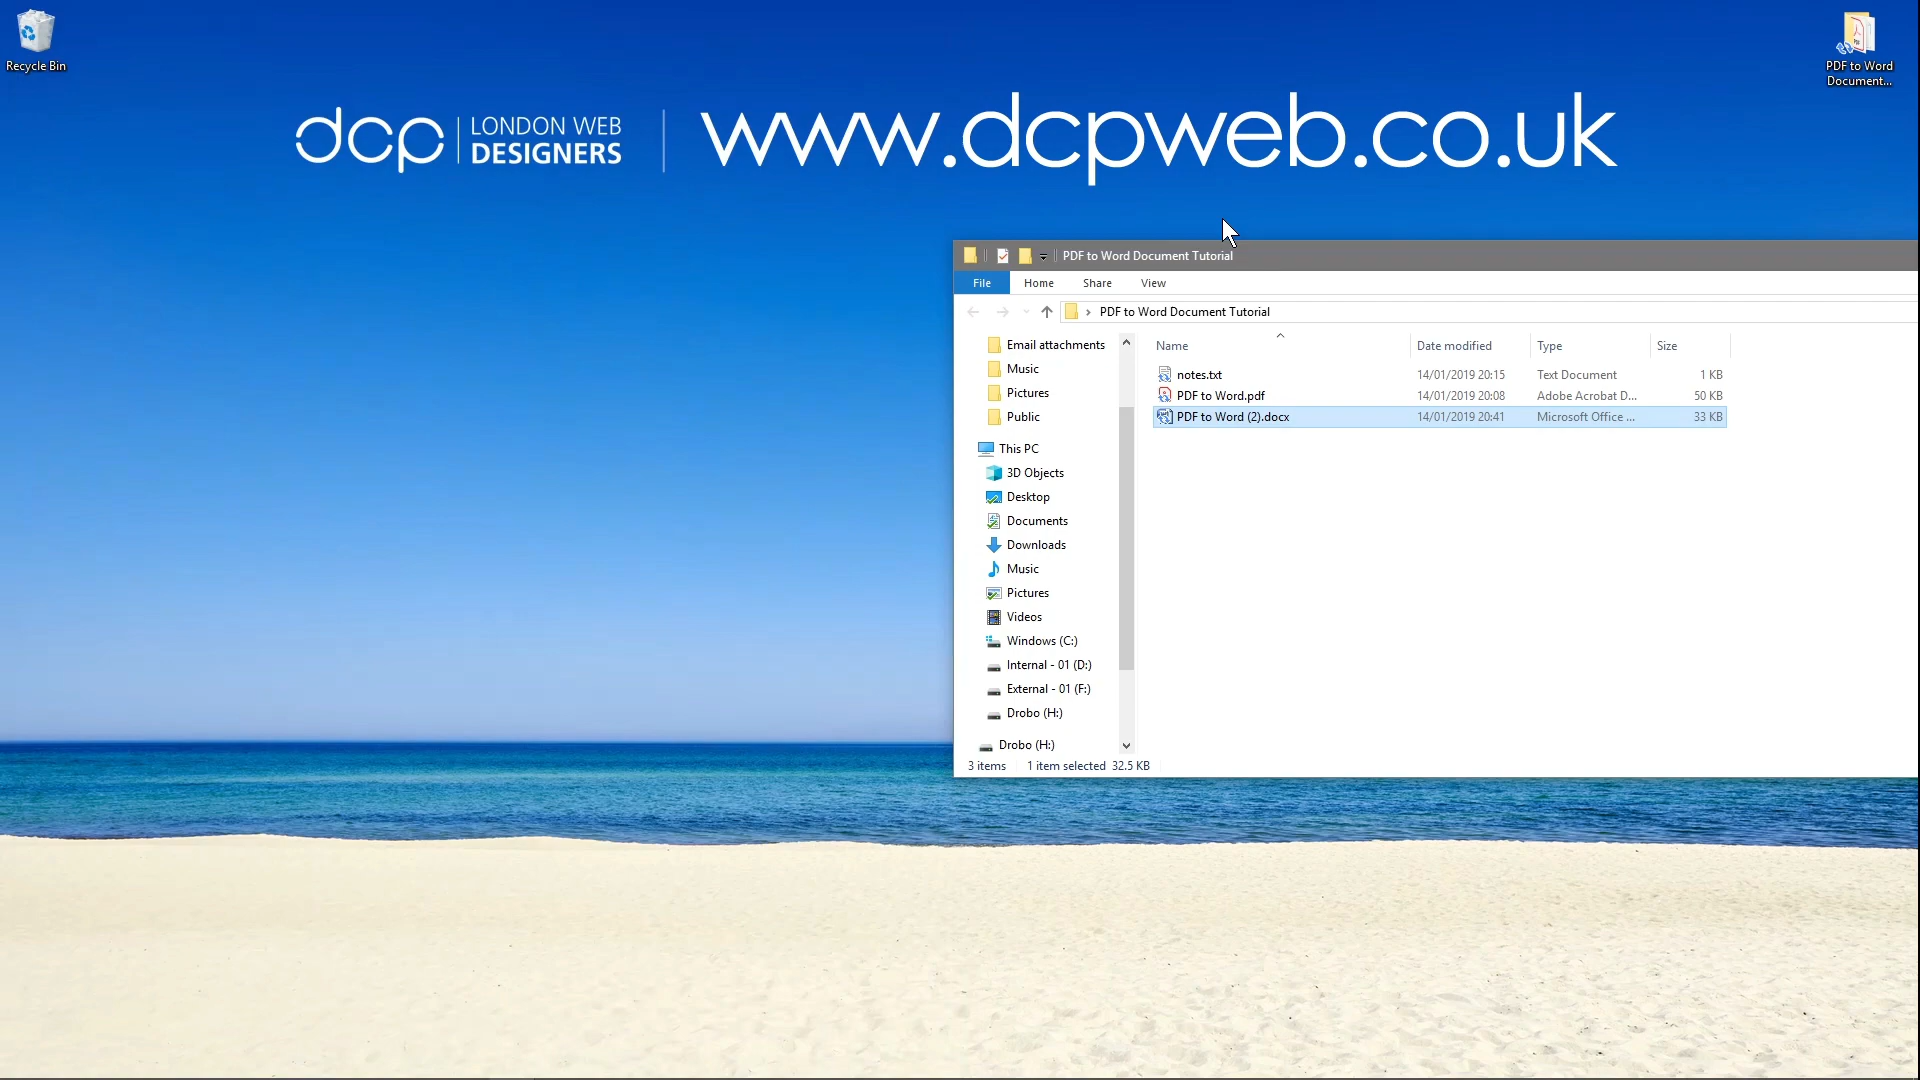 Recycle Bin
PDF to Word
Document...
dcp
LONDON WEB
DESIGNERS
www.dcpweb.co.uk
PDF to Word Document Tutorial
File Home Share View
PDF to Word Document Tutorial
Name Date modified Type Size
notes.txt 14/01/2019 20:15 Text Document 1 KB
PDF to Word.pdf 14/01/2019 20:08 Adobe Acrobat D... 50 KB
PDF to Word (2).docx 14/01/2019 20:41 Microsoft Office ... 33 KB
Email attachments
Music
Pictures
Public
This PC
3D Objects
Desktop
Documents
Downloads
Music
Pictures
Videos
Windows (C:)
Internal - 01 (D:)
External - 01 (F:)
Drobo (H:)
Drobo (H:)
3 items 1 item selected 32.5 KB